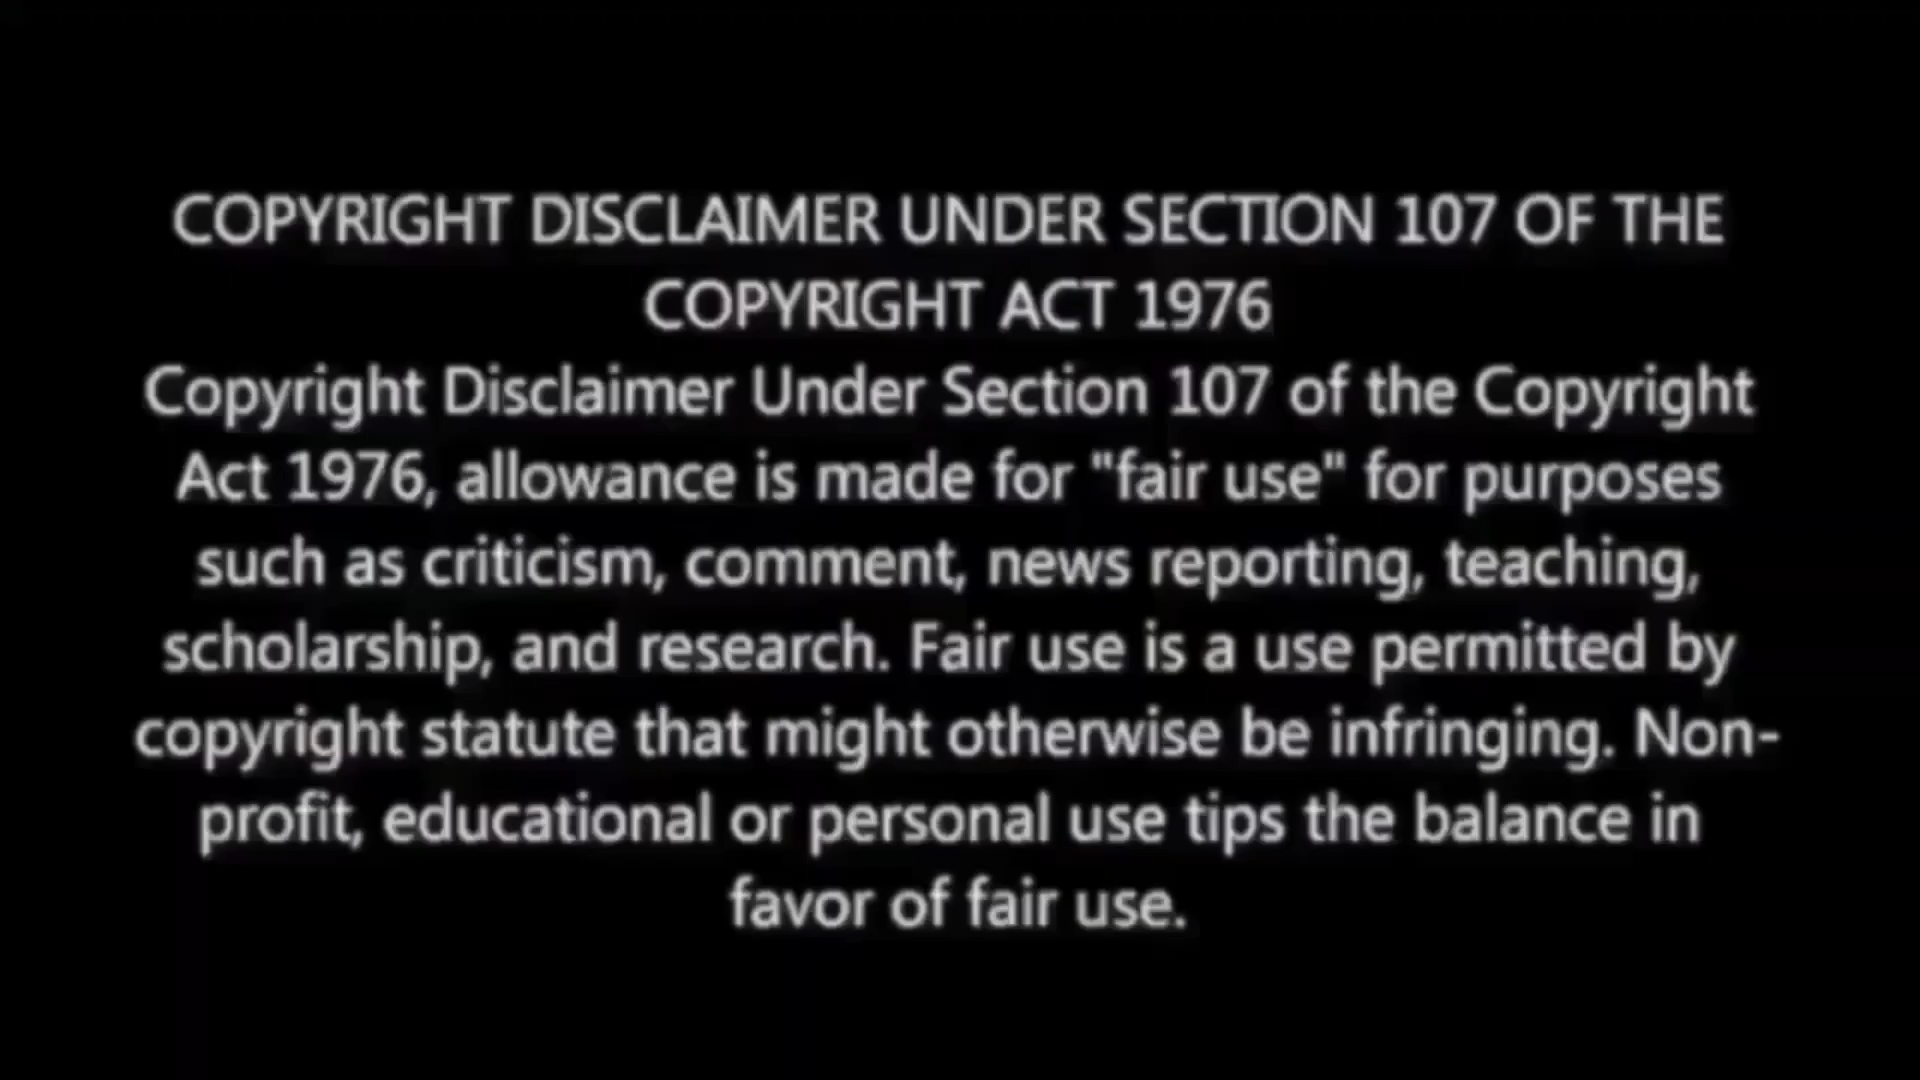 COPYRIGHT DISCLAIMER UNDER SECTION 107 OF THE
COPYRIGHT ACT 1976
Copyright Disclaimer Under Section 107 of the Copyright
Act 1976, allowance is made for "fair use" for purposes
such as criticism, comment, news reporting, teaching,
scholarship, and research. Fair use is a use permitted by
copyright statute that might otherwise be infringing. Non-
profit, educational or personal use tips the balance in
favor of fair use.